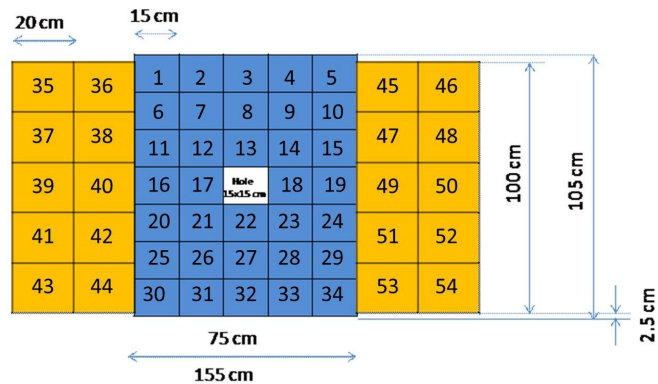 20 cm
15 cm
35 36 1 2 3 4 5 45 46
6 7 8 9 10
37 38 11 12 13 14 15 47 48
39 40 16 17 Hole 18 19 49 50
15x15 cm
41 42 20 21 22 23 24 51 52
25 26 27 28 29
43 44 30 31 32 33 34 53 54
100 cm
105 cm
2.5 cm
75 cm
155 cm